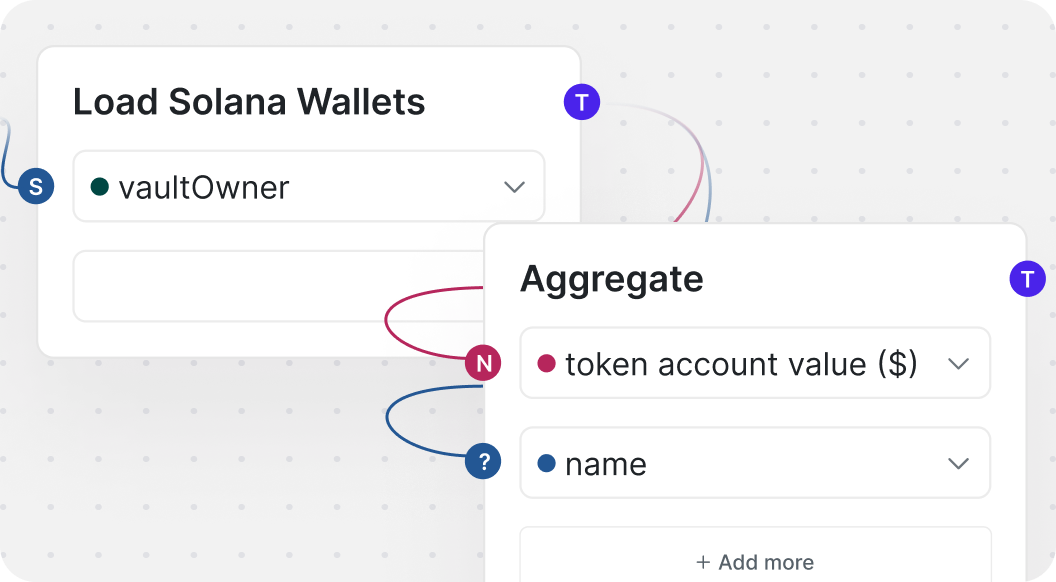 Load Solana Wallets
T
S
vaultOwner
Aggregate
T
N
token account value ($)
?
name
+ Add more